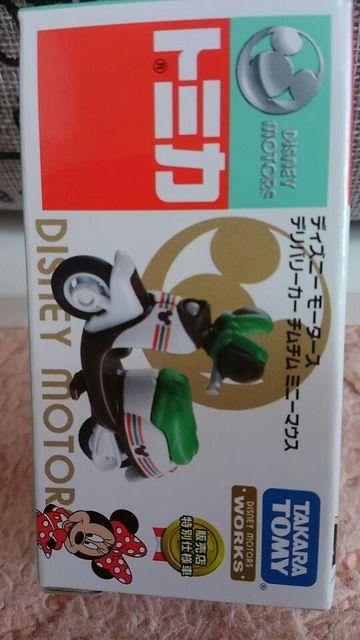 トミカ®
DISNEY
MOTORS
ディズニー モータース
デリバリーカー チムチム ミニーマウス
DISNEY MOTOR
販売店
特別仕様車
DISNEY MOTORS
WORKS
TAKARA
TOMY®